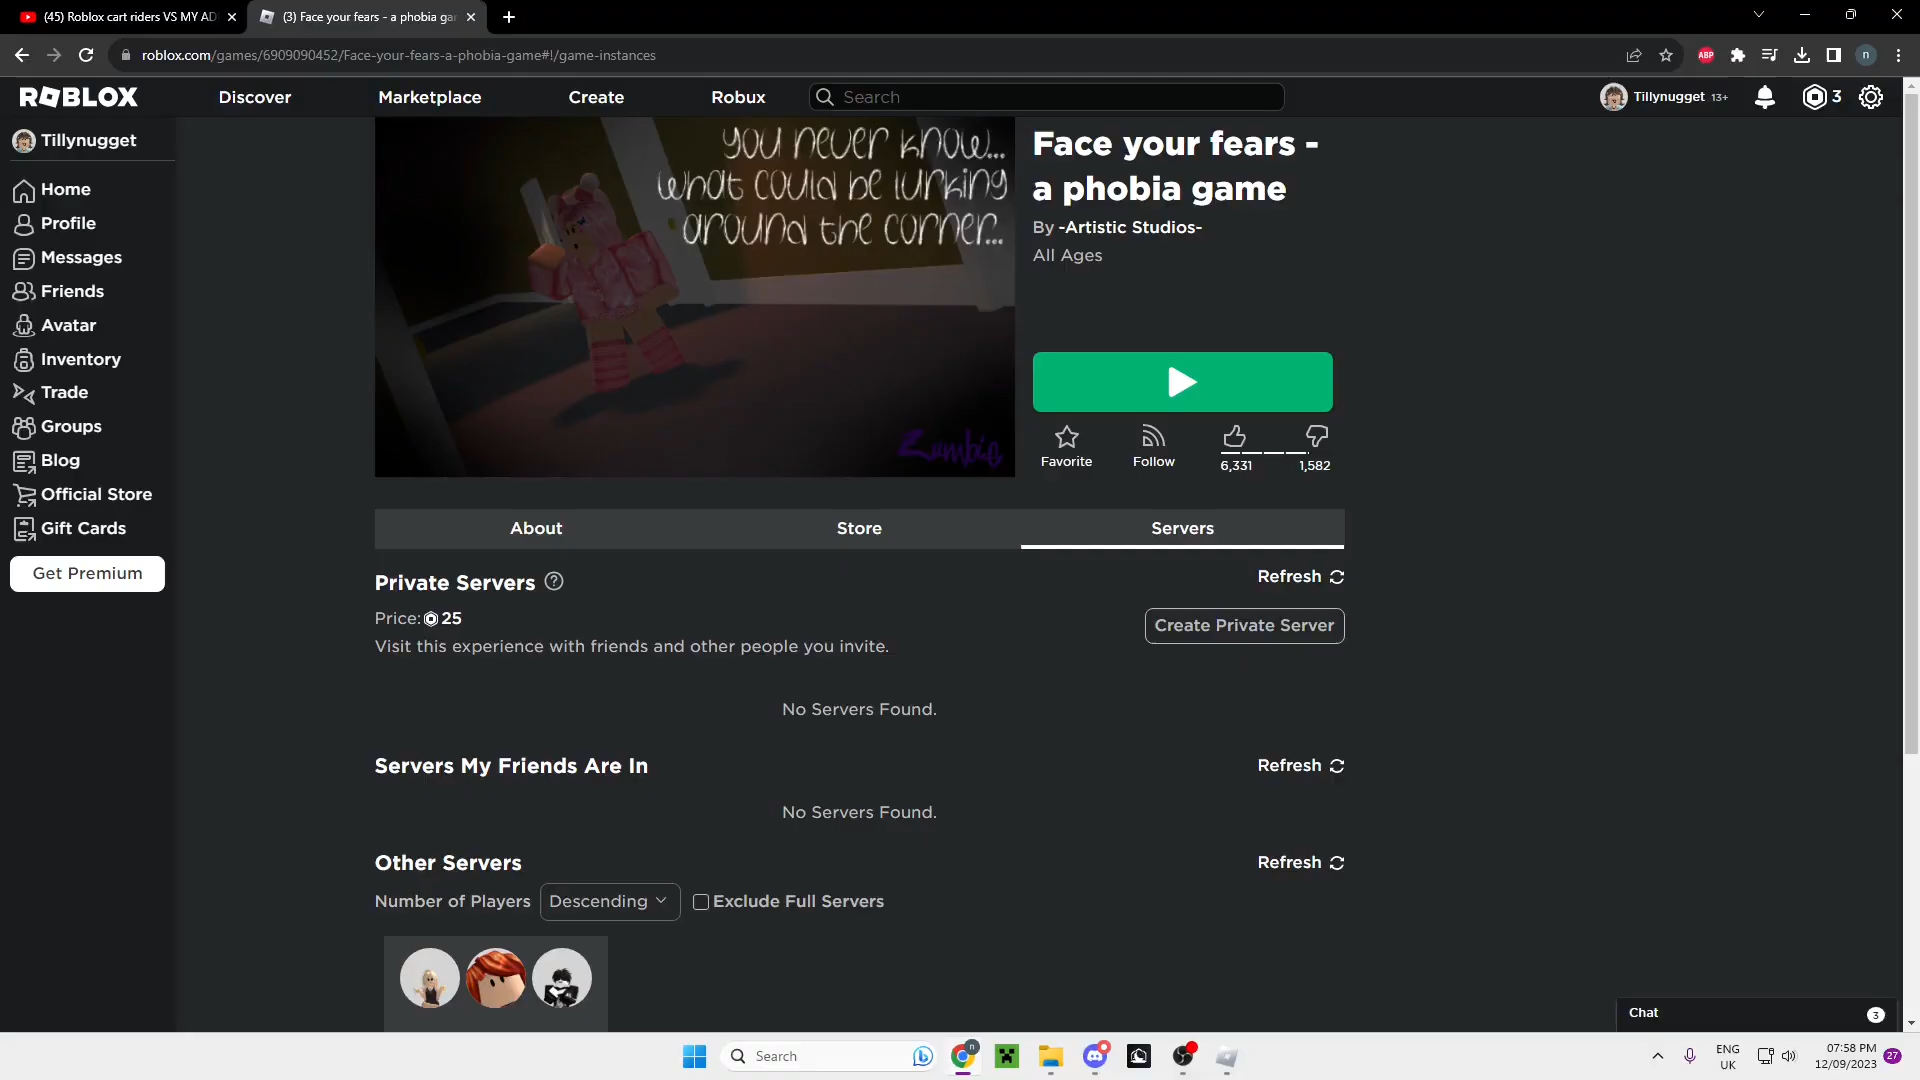 (45) Roblox cart riders VS MY AD
(3) Face your fears - a phobia gar
roblox.com/games/6909090452/Face-your-fears-a-phobia-game#!/game-instances
ABP
n
ROBLOX
Discover
Marketplace
Create
Robux
Search
Tillynugget 13+
3
Tillynugget
Home
Profile
Messages
Friends
Avatar
Inventory
Trade
Groups
Blog
Official Store
Gift Cards
Get Premium
you never know...
what could be lurking
around the corner...
Zumbie
Face your fears -
a phobia game
By -Artistic Studios-
All Ages
Favorite
Follow
6,331
1,582
About
Store
Servers
Private Servers ?
Refresh
Price: 25
Create Private Server
Visit this experience with friends and other people you invite.
No Servers Found.
Servers My Friends Are In
Refresh
No Servers Found.
Other Servers
Refresh
Number of Players Descending Exclude Full Servers
Chat 3
Search
n
ENG
UK
07:58 PM
12/09/2023
27